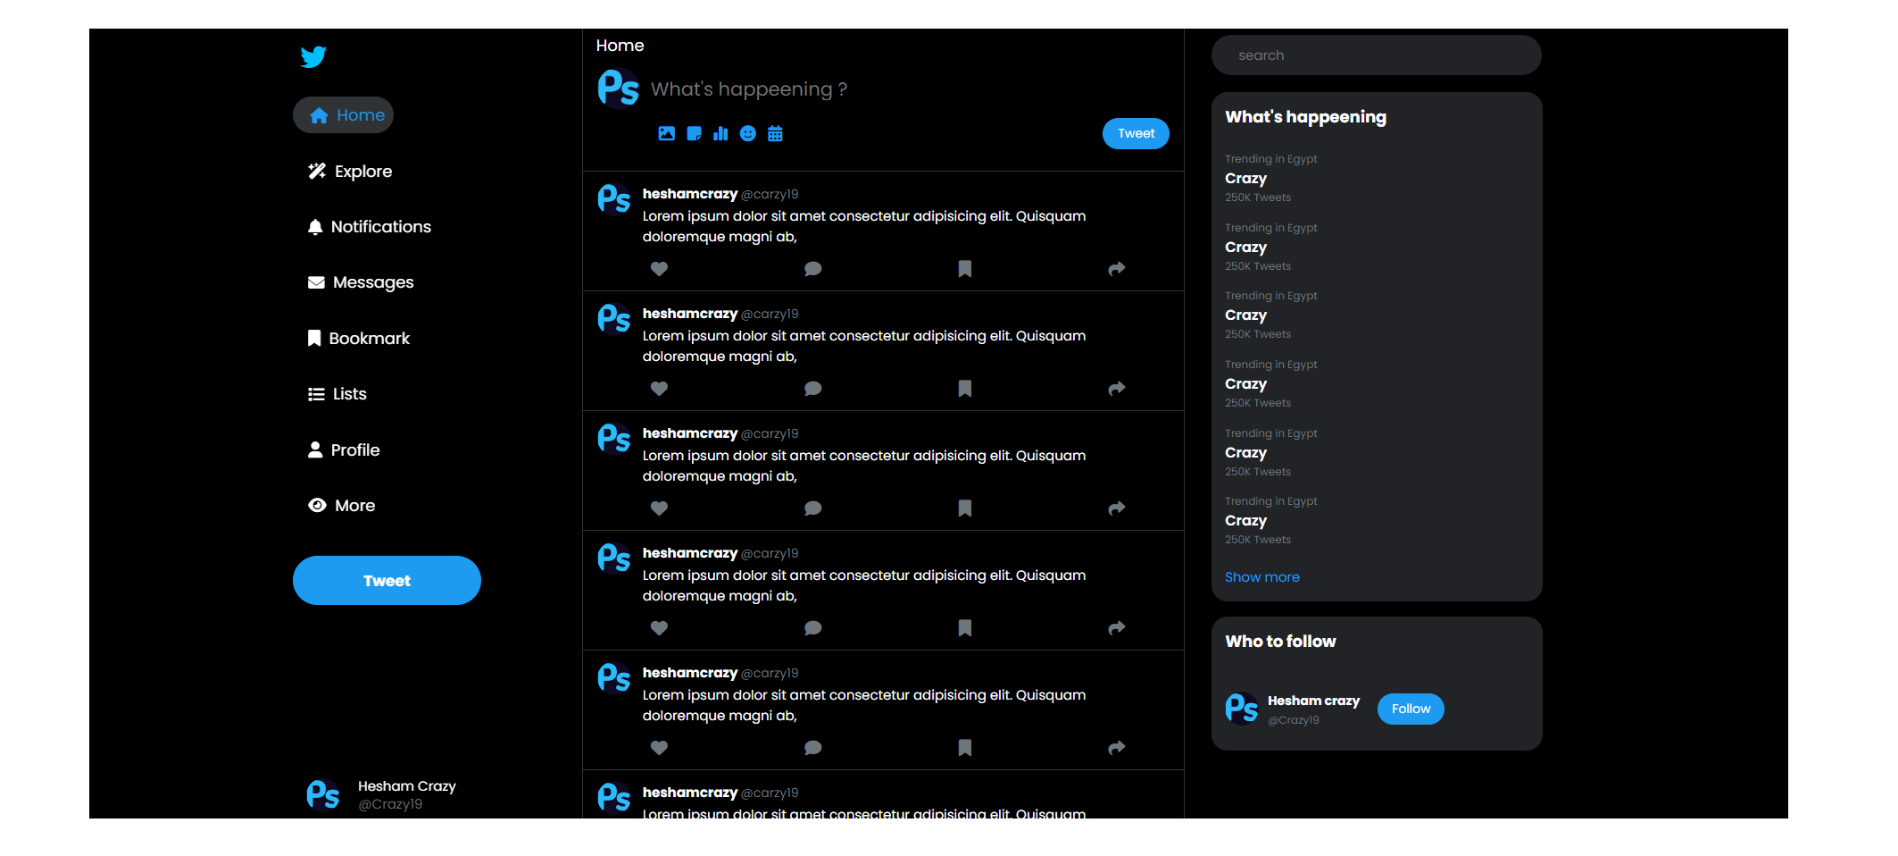 Home
Explore
Notifications
Messages
Bookmark
Lists
Profile
More
Tweet
Ps
Hesham Crazy
@Crazy19
Home
Ps
What's happeening ?
Tweet
Ps
heshamcrazy @carzy19
Lorem ipsum dolor sit amet consectetur adipisicing elit. Quisquam
doloremque magni ab,
Ps
heshamcrazy @carzy19
Lorem ipsum dolor sit amet consectetur adipisicing elit. Quisquam
doloremque magni ab,
Ps
heshamcrazy @carzy19
Lorem ipsum dolor sit amet consectetur adipisicing elit. Quisquam
doloremque magni ab,
Ps
heshamcrazy @carzy19
Lorem ipsum dolor sit amet consectetur adipisicing elit. Quisquam
doloremque magni ab,
Ps
heshamcrazy @carzy19
Lorem ipsum dolor sit amet consectetur adipisicing elit. Quisquam
doloremque magni ab,
Ps
heshamcrazy @carzy19
Lorem ipsum dolor sit amet consectetur adipisicing elit. Quisquam
search
What's happeening
Trending in Egypt
Crazy
250K Tweets
Trending in Egypt
Crazy
250K Tweets
Trending in Egypt
Crazy
250K Tweets
Trending in Egypt
Crazy
250K Tweets
Trending in Egypt
Crazy
250K Tweets
Trending in Egypt
Crazy
250K Tweets
Show more
Who to follow
Ps
Hesham crazy
@Crazy19
Follow